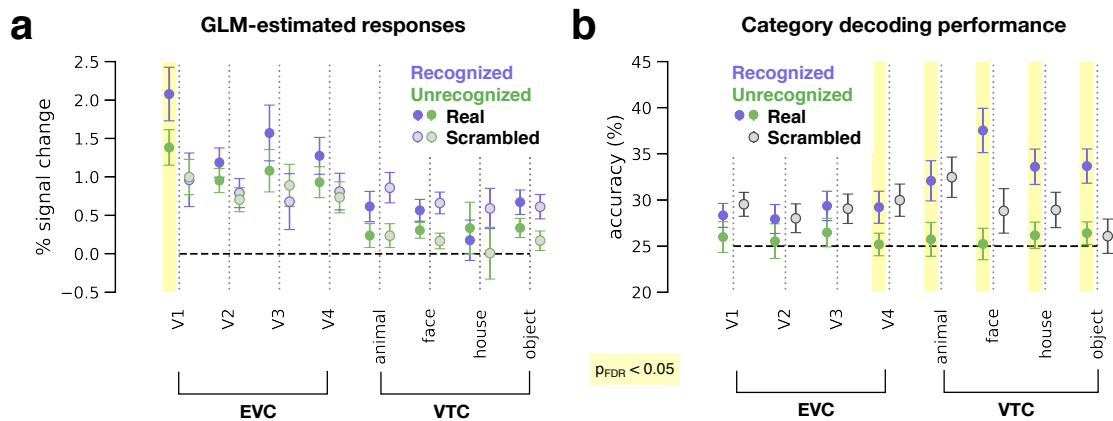 a
GLM-estimated responses
% signal change
2.5
2.0
1.5
1.0
0.5
0.0
−0.5
Recognized
Unrecognized
Real
Scrambled
V1
V2
V3
V4
animal
face
house
object
EVC
VTC
b
Category decoding performance
accuracy (%)
45
40
35
30
25
20
Recognized
Unrecognized
Real
Scrambled
V1
V2
V3
V4
animal
face
house
object
EVC
VTC
pFDR < 0.05